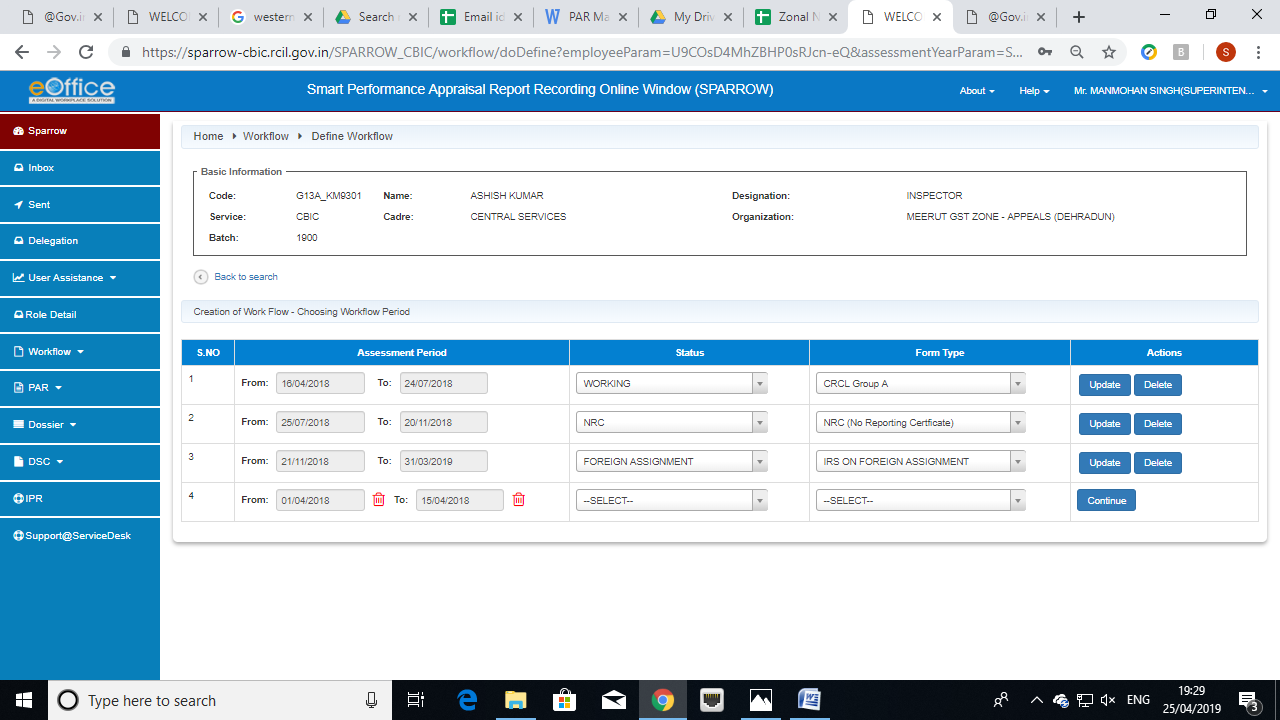 @Gov.i
WELCO
western
Search
Email id
PAR Ma
My Driv
Zonal N
WELCO
@Gov.i
https://sparrow-cbic.rcil.gov.in/SPARROW_CBIC/workflow/doDefine?employeeParam=U9COsD4MhZBHP0sRJcn-eQ&assessmentYearParam=S...
B
S
eOffice
A DIGITAL WORKPLACE SOLUTION
Smart Performance Appraisal Report Recording Online Window (SPARROW)
About
Help
Mr. MANMOHAN SINGH(SUPERINTEN...
Sparrow
Inbox
Sent
Delegation
User Assistance
Role Detail
Workflow
PAR
Dossier
DSC
IPR
Support@ServiceDesk
Home Workflow Define Workflow
Basic Information
Code: G13A_KM9301 Name: ASHISH KUMAR Designation: INSPECTOR
Service: CBIC Cadre: CENTRAL SERVICES Organization: MEERUT GST ZONE - APPEALS (DEHRADUN)
Batch: 1900
Back to search
Creation of Work Flow - Choosing Workflow Period
S.NO Assessment Period Status Form Type Actions
1 From: 16/04/2018 To: 24/07/2018 WORKING CRCL Group A Update Delete
2 From: 25/07/2018 To: 20/11/2018 NRC NRC (No Reporting Certficate) Update Delete
3 From: 21/11/2018 To: 31/03/2019 FOREIGN ASSIGNMENT IRS ON FOREIGN ASSIGNMENT Update Delete
4 From: 01/04/2018 To: 15/04/2018 --SELECT-- --SELECT-- Continue
Type here to search
ENG
19:29
25/04/2019
3